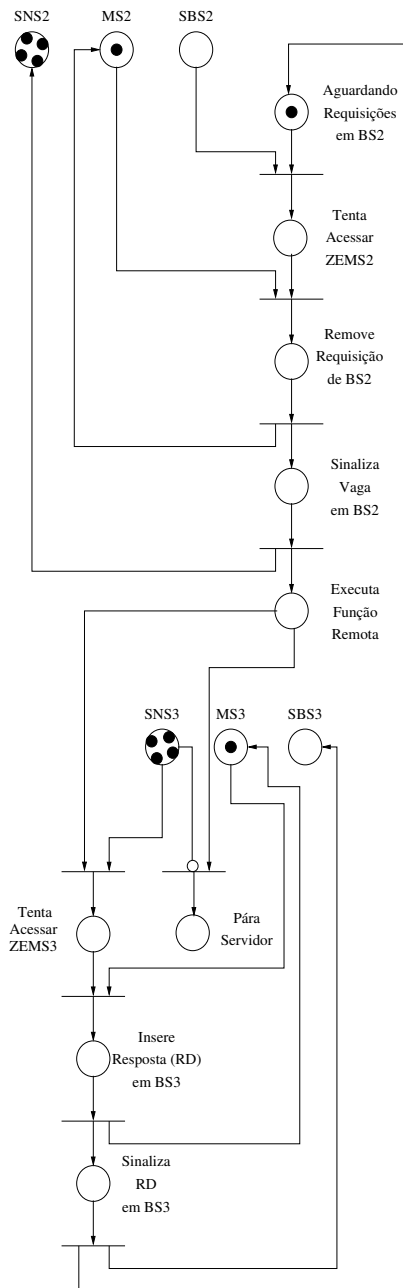 SNS2
MS2
SBS2
Aguardando
Requisições
em BS2
Tenta
Acessar
ZEMS2
Remove
Requisição
de BS2
Sinaliza
Vaga
em BS2
Executa
Função
Remota
SNS3
MS3
SBS3
Tenta
Acessar
ZEMS3
Pára
Servidor
Insere
Resposta (RD)
em BS3
Sinaliza
RD
em BS3